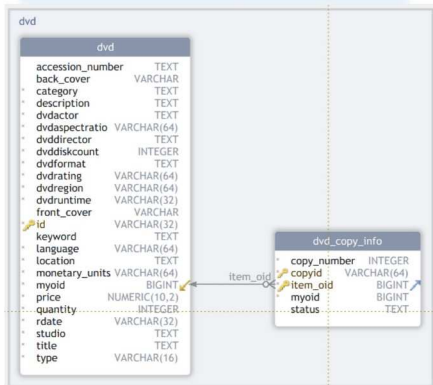 dvd
dvd
accession_number TEXT
back_cover VARCHAR
category TEXT
description TEXT
dvdactor TEXT
dvdaspectratio VARCHAR(64)
dvddirector TEXT
dvddiskcount INTEGER
dvdformat TEXT
dvdrating VARCHAR(64)
dvdregion VARCHAR(64)
dvdruntime VARCHAR(32)
front_cover VARCHAR
id VARCHAR(32)
keyword TEXT
language VARCHAR(64)
location TEXT
monetary_units VARCHAR(64)
myoid BIGINT
price NUMERIC(10,2)
quantity INTEGER
rdate VARCHAR(32)
studio TEXT
title TEXT
type VARCHAR(16)
item_oid
dvd_copy_info
copy_number INTEGER
copyid VARCHAR(64)
item_oid BIGINT
myoid BIGINT
status TEXT